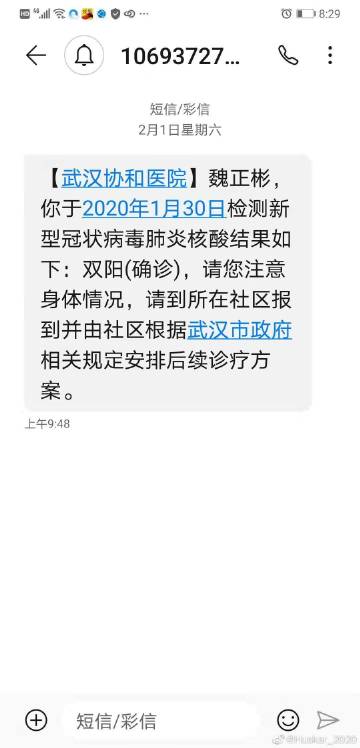 HD 5G 8:29
10693727...
短信/彩信
2月1日星期六
【武汉协和医院】魏正彬，
你于2020年1月30日检测新
型冠状病毒肺炎核酸结果如
下：双阳(确诊)，请您注意
身体情况，请到所在社区报
到并由社区根据武汉市政府
相关规定安排后续诊疗方
案。
上午9:48
短信/彩信
@Huskar_2020